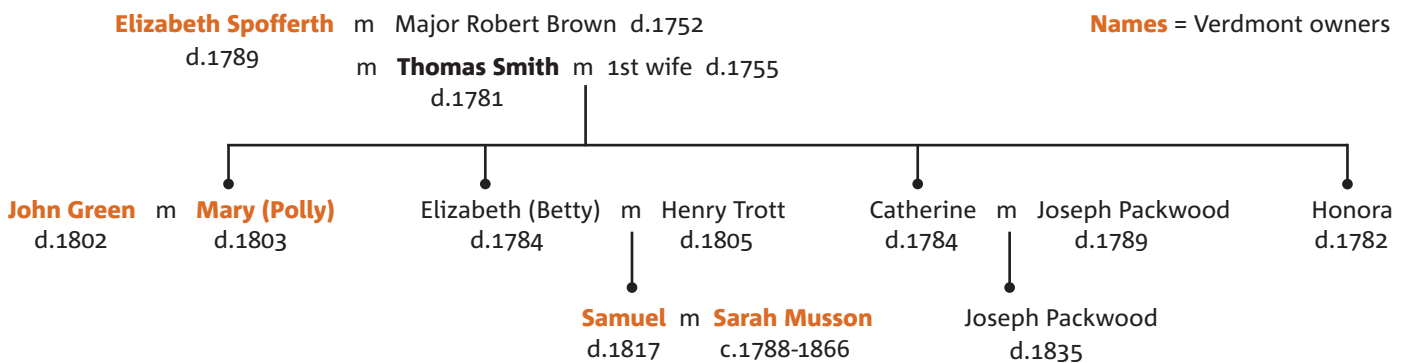 Elizabeth Spofferth m Major Robert Brown d.1752 Names = Verdmont owners
d.1789
m Thomas Smith m 1st wife d.1755
d.1781
John Green m Mary (Polly) Elizabeth (Betty) m Henry Trott Catherine m Joseph Packwood Honora
d.1802 d.1803 d.1784 d.1805 d.1784 d.1789 d.1782
Samuel m Sarah Musson Joseph Packwood
d.1817 c.1788-1866 d.1835